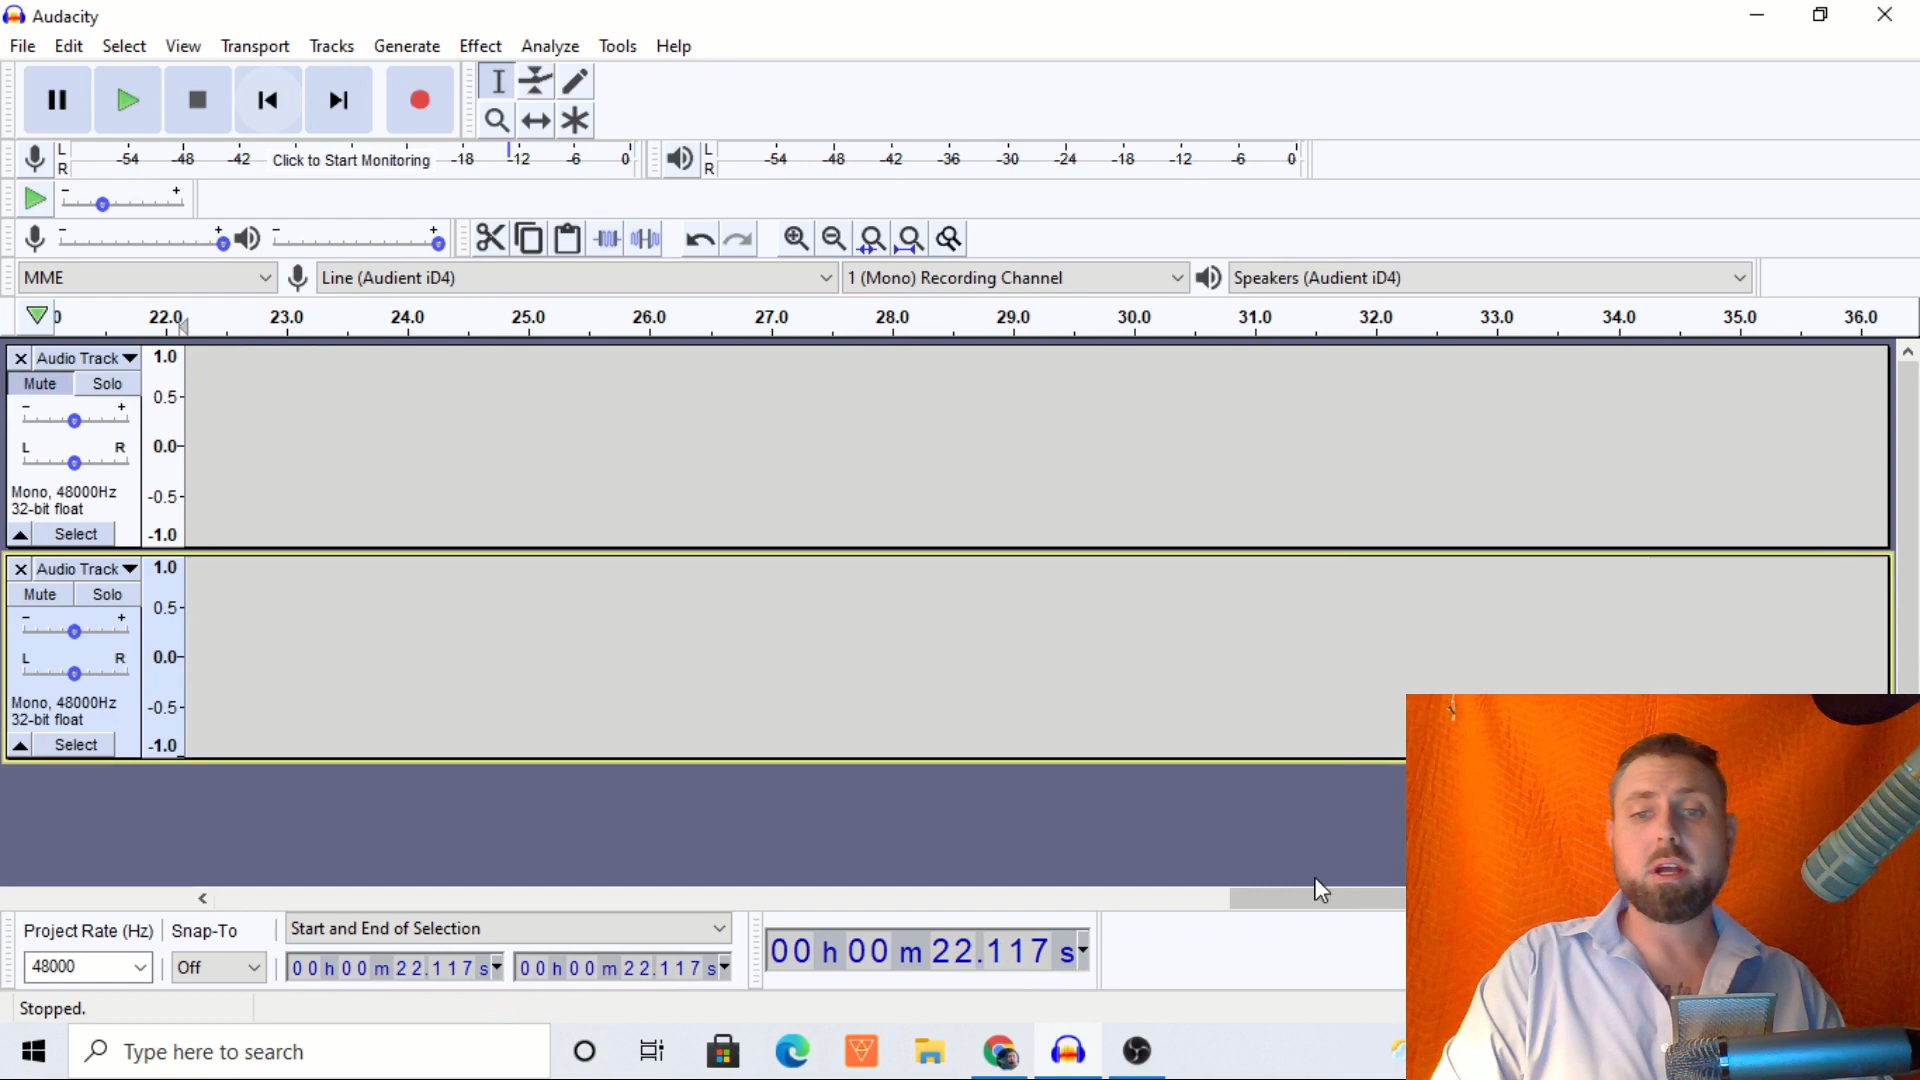 Audacity
File Edit Select View Transport Tracks Generate Effect Analyze Tools Help
L
R
-54 -48 -42 Click to Start Monitoring -18 -12 -6 0
L
R
-54 -48 -42 -36 -30 -24 -18 -12 -6 0
- +
- +
- +
MME
Line (Audient iD4)
1 (Mono) Recording Channel
Speakers (Audient iD4)
22.0 23.0 24.0 25.0 26.0 27.0 28.0 29.0 30.0 31.0 32.0 33.0 34.0 35.0 36.0
Audio Track
Mute Solo
- +
L R
Mono, 48000Hz
32-bit float
Select
1.0
0.5-
0.0-
-0.5-
-1.0
Audio Track
Mute Solo
- +
L R
Mono, 48000Hz
32-bit float
Select
1.0
0.5-
0.0-
-0.5-
-1.0
Project Rate (Hz) Snap-To
48000
Off
Start and End of Selection
00 h 00 m 22.117 s
00 h 00 m 22.117 s
00 h 00 m 22.117 s
Stopped.
Type here to search